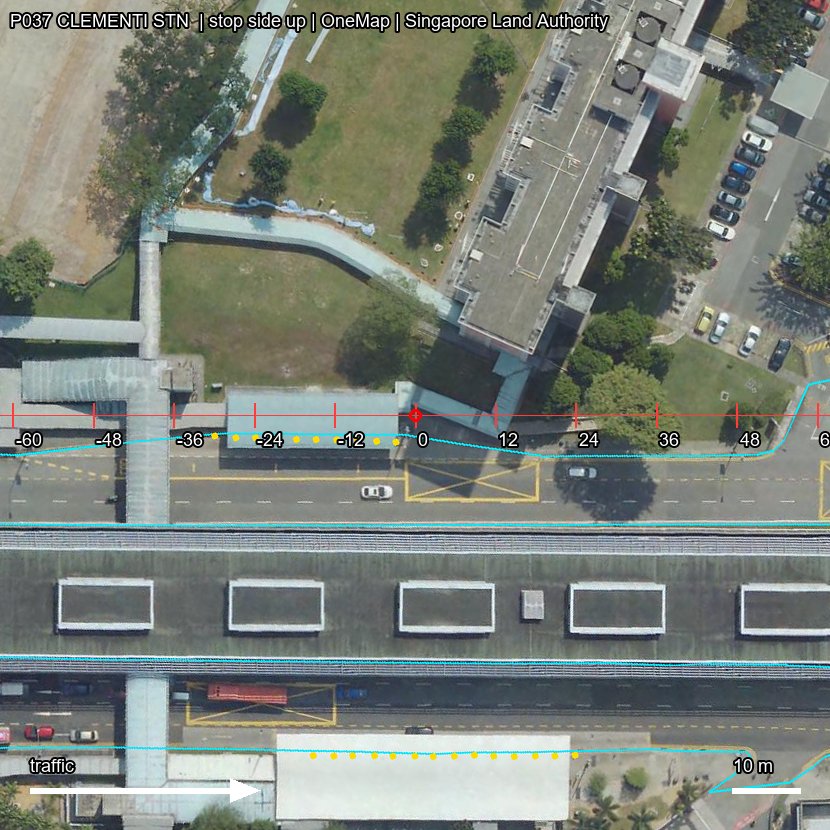 P037 CLEMENTI STN | stop side up | OneMap | Singapore Land Authority
-60 -48 -36 -24 -12 0 12 24 36 48 6
traffic
10 m